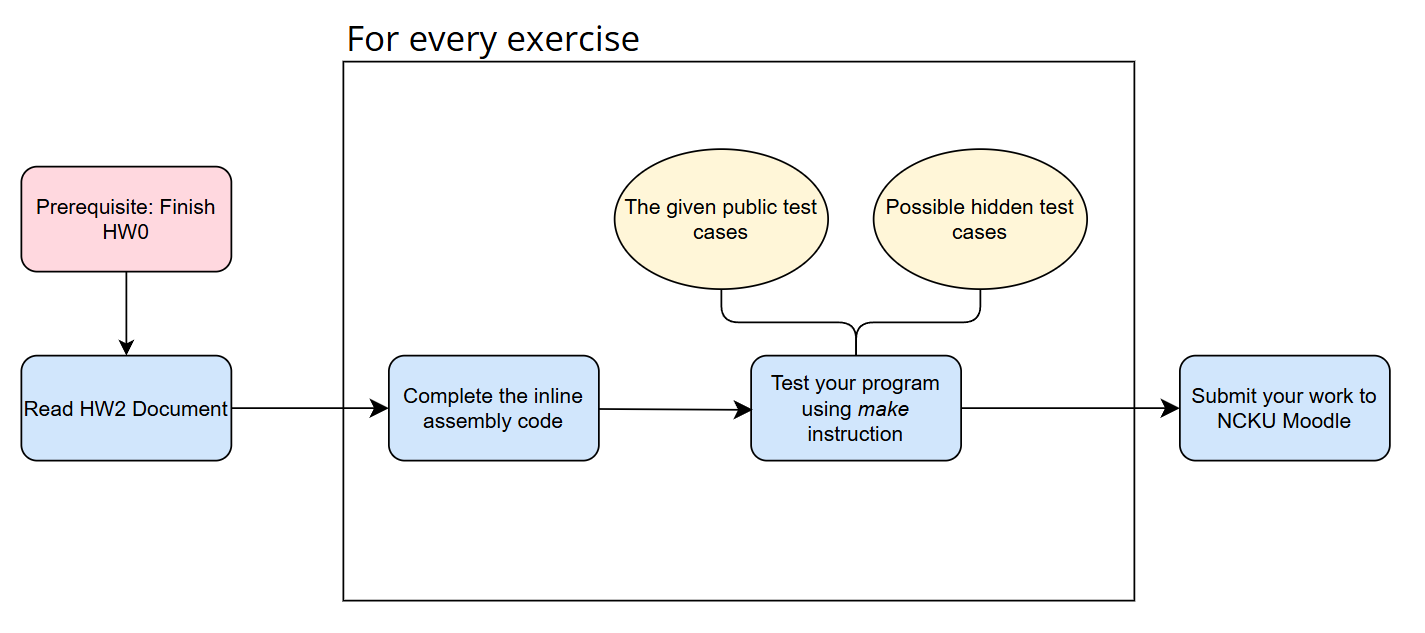 For every exercise
Prerequisite: Finish
HW0
The given public test
cases
Possible hidden test
cases
Read HW2 Document
Complete the inline
assembly code
Test your program
using make
instruction
Submit your work to
NCKU Moodle